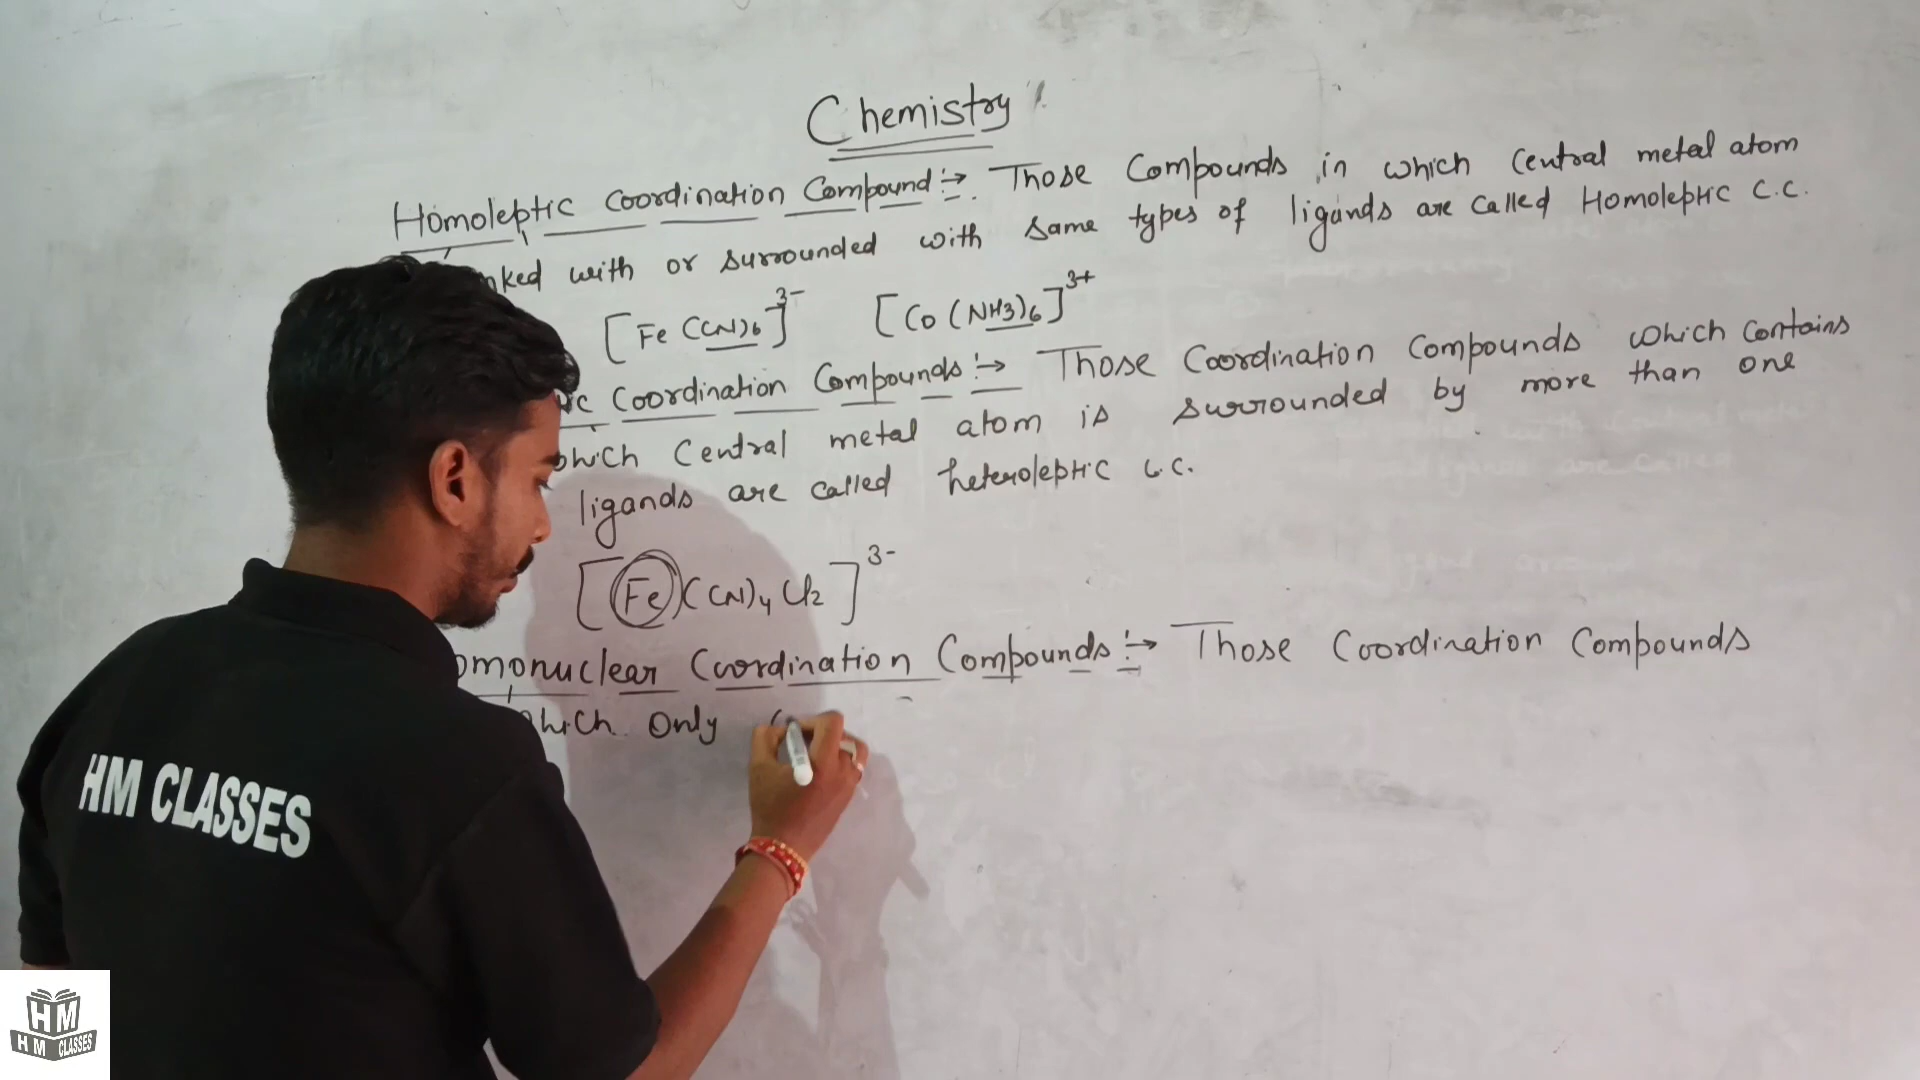 Chemistry
Homoleptic Coordination Compound :→ Those Compounds in which Central metal atom
with or surrounded with same types of ligands are called Homoleptic C.C.
[Fe (CN)6]3- [Co (NH3)6]3+
Coordination Compounds :→ Those Coordination Compounds which Contains
which Central metal atom is surrounded by more than one
ligands are called heteroleptic C.C.
[Fe (CN)4 Cl2]3-
Coordination Compounds :→ Those Coordination Compounds
which only
HM CLASSES
HM
HM CLASSES